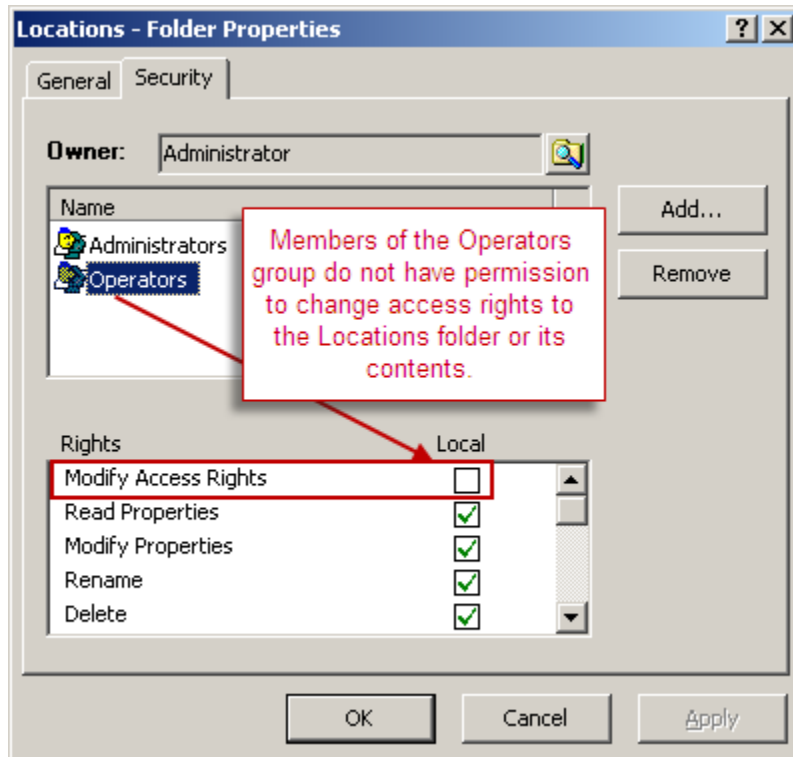 Locations - Folder Properties
General Security
Owner: Administrator
Name
Administrators
Operators
Add...
Remove
Members of the Operators
group do not have permission
to change access rights to
the Locations folder or its
contents.
Rights Local
Modify Access Rights
Read Properties
Modify Properties
Rename
Delete
OK Cancel Apply